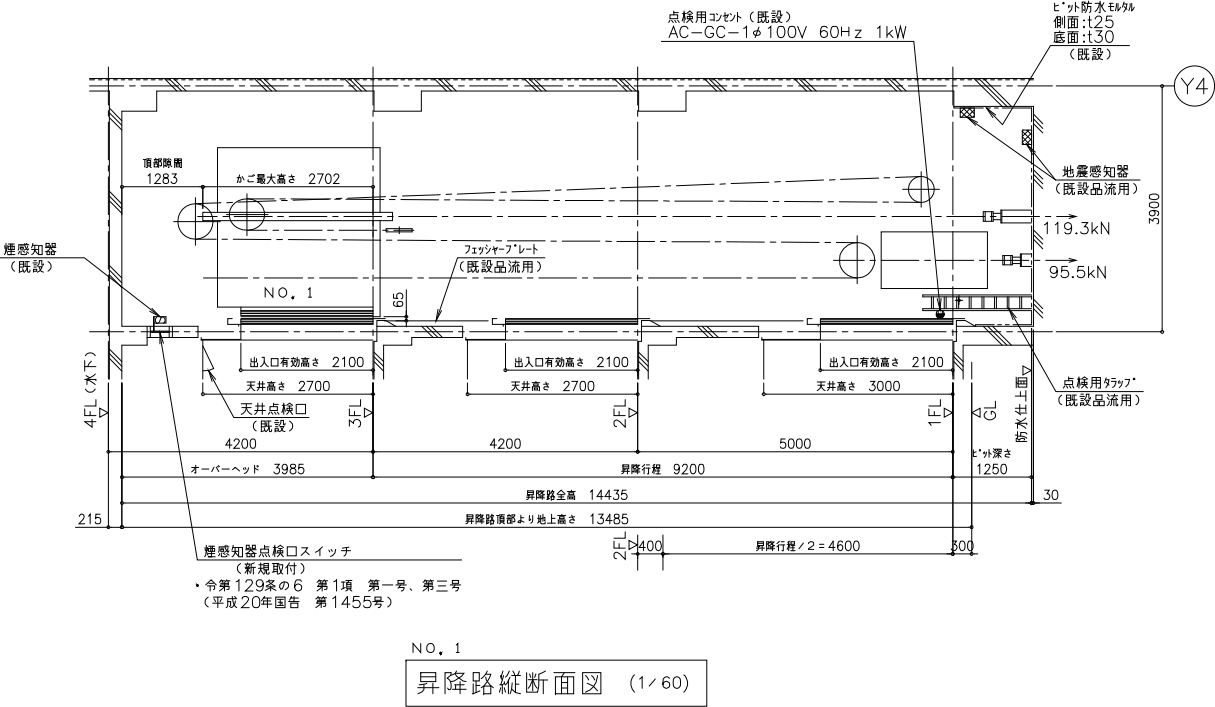 点検用コンセント（既設）
AC-GC-1φ100V 60Hz 1kW
ピット防水モルタル
側面:t25
底面:t30
（既設）
Y4
頂部隙間
1283
かご最大高さ 2702
地震感知器
（既設品流用）
3900
119.3kN
95.5kN
煙感知器
（既設）
フェッシャープレート
（既設品流用）
NO. 1
65
出入口有効高さ 2100
出入口有効高さ 2100
出入口有効高さ 2100
天井高さ 2700
天井高さ 2700
天井高さ 3000
点検用タラップ
（既設品流用）
天井点検口
（既設）
4FL（水下）
3FL
2FL
1FL
GL
防水仕上面
4200
4200
5000
オーバーヘッド 3985
昇降行程 9200
ピット深さ
1250
昇降路全高 14435
30
215
昇降路頂部より地上高さ 13485
2FL
400
昇降行程/2=4600
300
煙感知器点検口スイッチ
（新規取付）
・令第129条の6 第1項 第一号、第三号
（平成20年国告 第1455号）
NO. 1
昇降路縦断面図 (1/60)